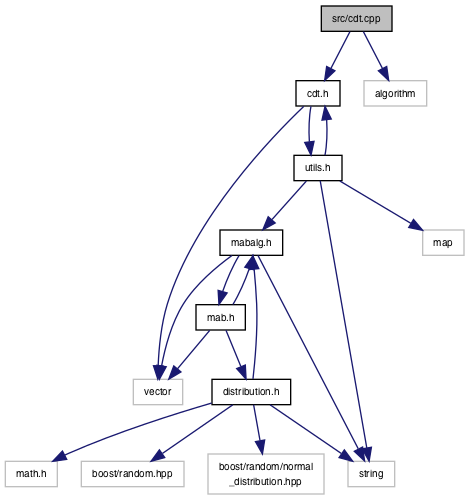 src/cdt.cpp
cdt.h
algorithm
utils.h
mabalg.h
map
mab.h
vector
distribution.h
math.h
boost/random.hpp
boost/random/normal
_distribution.hpp
string